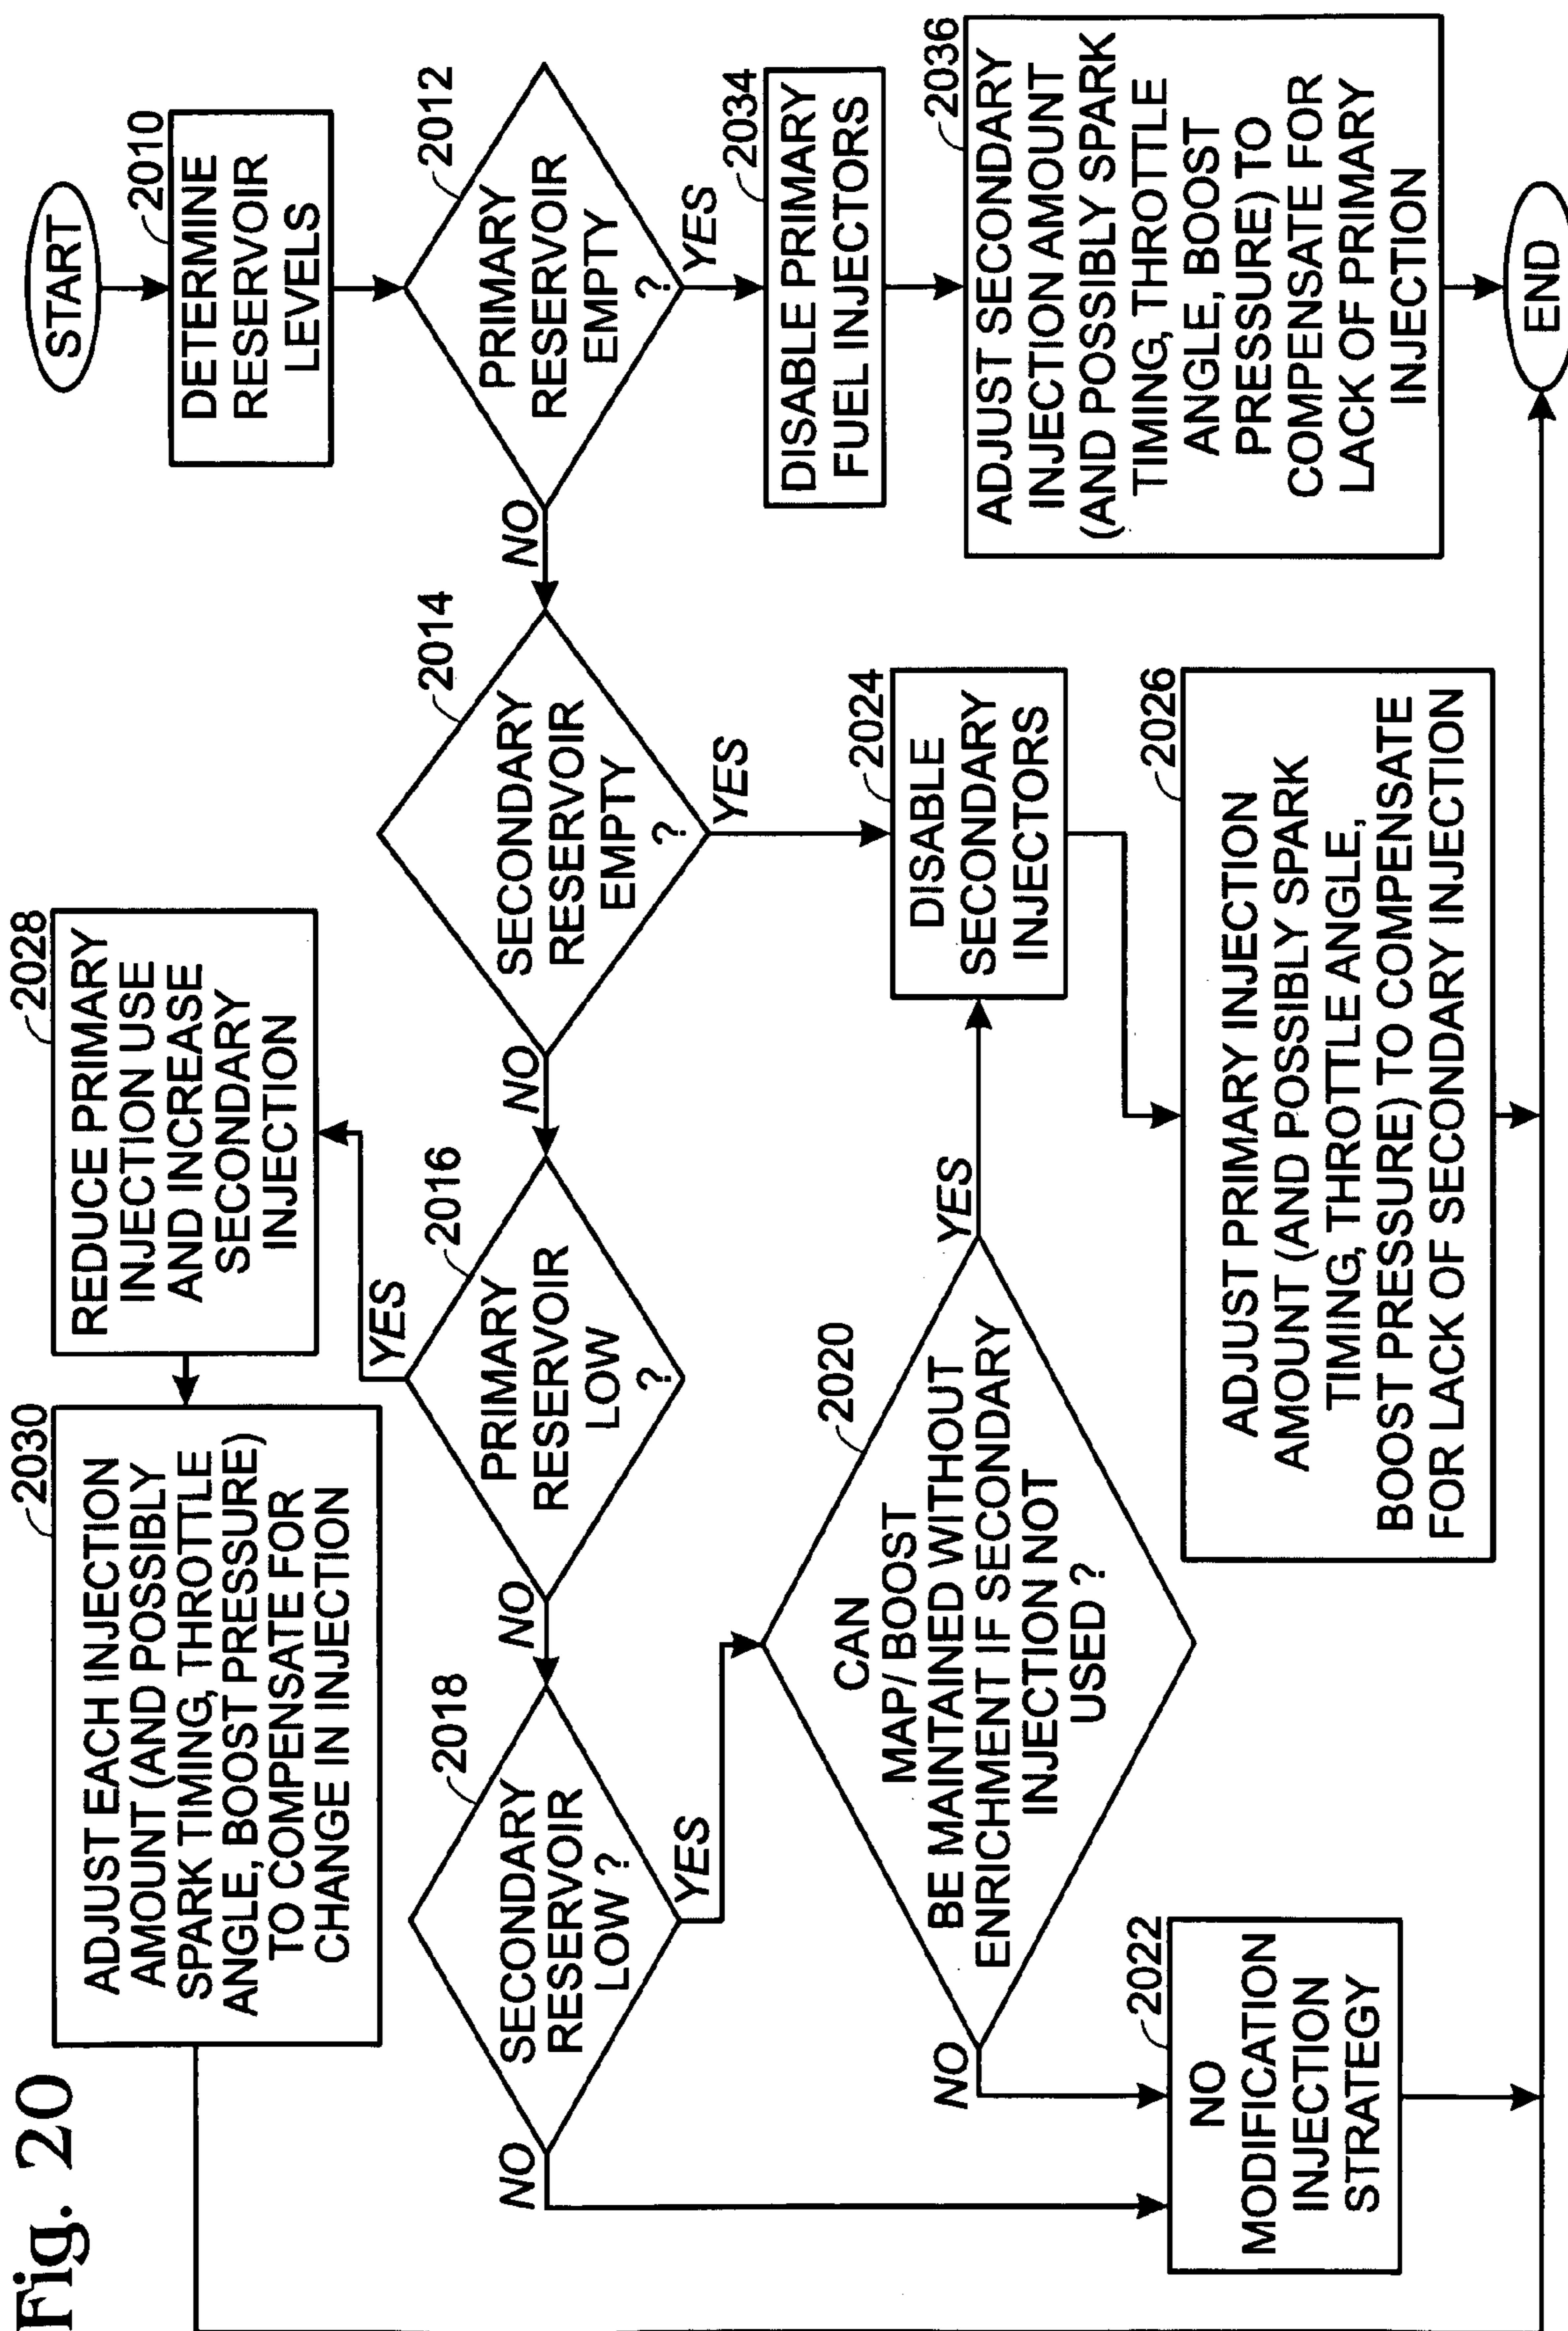 Fig. 20
START
2010
DETERMINE
RESERVOIR
LEVELS
2012
PRIMARY
RESERVOIR
EMPTY
?
NO
YES
2034
DISABLE PRIMARY
FUEL INJECTORS
2036
ADJUST SECONDARY
INJECTION AMOUNT
(AND POSSIBLY SPARK
TIMING, THROTTLE
ANGLE, BOOST
PRESSURE) TO
COMPENSATE FOR
LACK OF PRIMARY
INJECTION
END
2014
SECONDARY
RESERVOIR
EMPTY
?
NO
YES
2024
DISABLE
SECONDARY
INJECTORS
2026
ADJUST PRIMARY INJECTION
AMOUNT (AND POSSIBLY SPARK
TIMING, THROTTLE ANGLE,
BOOST PRESSURE) TO COMPENSATE
FOR LACK OF SECONDARY INJECTION
2016
PRIMARY
RESERVOIR
LOW
?
YES
NO
2028
REDUCE PRIMARY
INJECTION USE
AND INCREASE
SECONDARY
INJECTION
2030
ADJUST EACH INJECTION
AMOUNT (AND POSSIBLY
SPARK TIMING, THROTTLE
ANGLE, BOOST PRESSURE)
TO COMPENSATE FOR
CHANGE IN INJECTION
2018
SECONDARY
RESERVOIR
LOW ?
YES
NO
2020
CAN
MAP/ BOOST
BE MAINTAINED WITHOUT
ENRICHMENT IF SECONDARY
INJECTION NOT
USED ?
YES
NO
2022
NO
MODIFICATION
INJECTION
STRATEGY